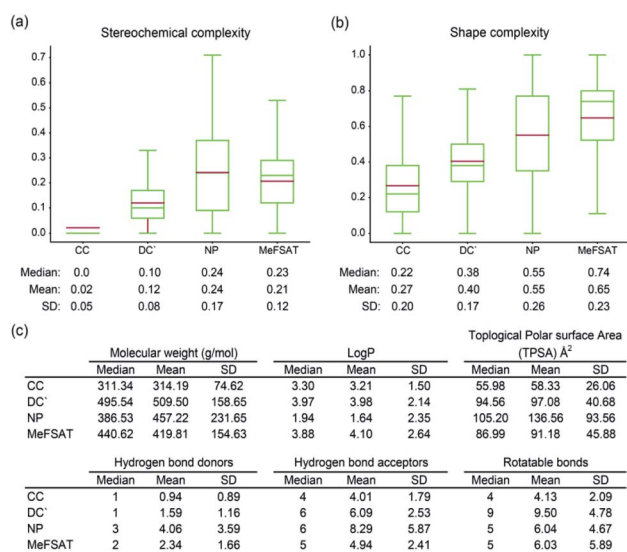 (a)
Stereochemical complexity
0.7
0.6
0.5
0.4
0.3
0.2
0.1
0.0
CC DC` NP MeFSAT
Median: 0.0 0.10 0.24 0.23
Mean: 0.02 0.12 0.24 0.21
SD: 0.05 0.08 0.17 0.12
(b)
Shape complexity
1.0
0.8
0.6
0.4
0.2
0.0
CC DC` NP MeFSAT
Median: 0.22 0.38 0.55 0.74
Mean: 0.27 0.40 0.55 0.65
SD: 0.20 0.17 0.26 0.23
(c)
Molecular weight (g/mol) LogP Toplogical Polar surface Area
(TPSA) Å²
Median Mean SD Median Mean SD Median Mean SD
CC 311.34 314.19 74.62 3.30 3.21 1.50 55.98 58.33 26.06
DC` 495.54 509.50 158.65 3.97 3.98 2.14 94.56 97.08 40.68
NP 386.53 457.22 231.65 1.94 1.64 2.35 105.20 136.56 93.56
MeFSAT 440.62 419.81 154.63 3.88 4.10 2.64 86.99 91.18 45.88
Hydrogen bond donors Hydrogen bond acceptors Rotatable bonds
Median Mean SD Median Mean SD Median Mean SD
CC 1 0.94 0.89 4 4.01 1.79 4 4.13 2.09
DC` 1 1.59 1.16 6 6.09 2.53 9 9.50 4.78
NP 3 4.06 3.59 6 8.29 5.87 5 6.04 4.67
MeFSAT 2 2.34 1.66 5 4.94 2.41 5 6.03 5.89